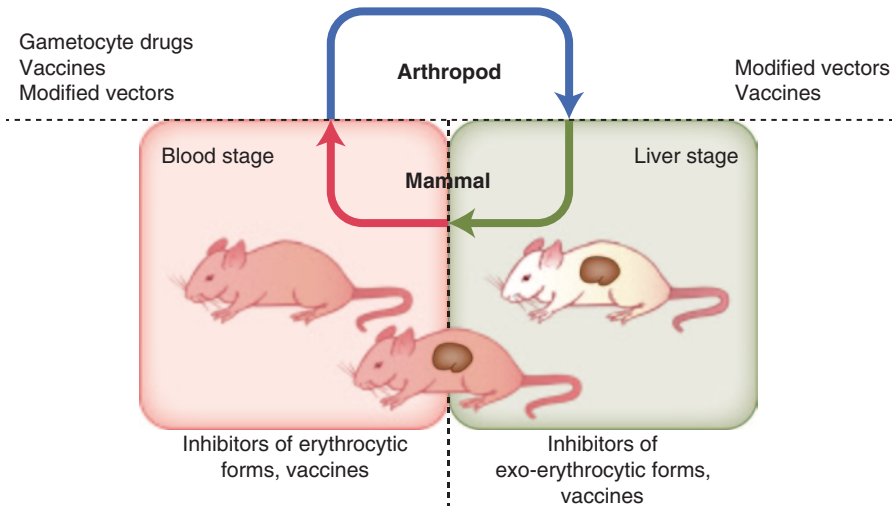 Gametocyte drugs
Vaccines
Modified vectors
Arthropod
Modified vectors
Vaccines
Blood stage
Liver stage
Mammal
Inhibitors of erythrocytic
forms, vaccines
Inhibitors of
exo-erythrocytic forms,
vaccines